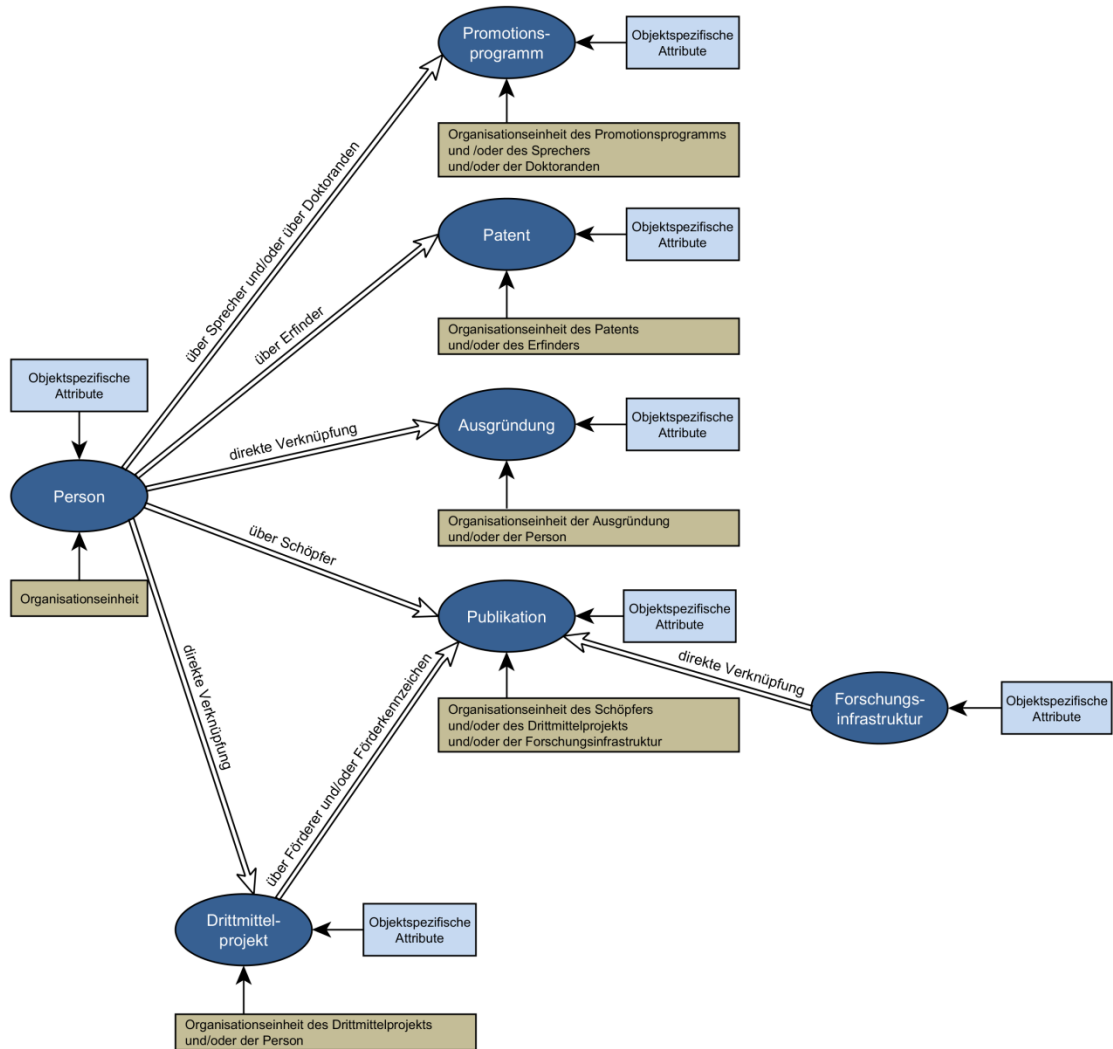 Promotions-
programm
Objektspezifische
Attribute
Organisationseinheit des Promotionsprogramms
und /oder des Sprechers
und/oder der Doktoranden
über Sprecher und/oder über Doktoranden
Patent
Objektspezifische
Attribute
über Erfinder
Organisationseinheit des Patents
und/oder des Erfinders
Objektspezifische
Attribute
Ausgründung
Objektspezifische
Attribute
direkte Verknüpfung
Person
Organisationseinheit der Ausgründung
und/oder der Person
über Schöpfer
Organisationseinheit
Publikation
Objektspezifische
Attribute
direkte Verknüpfung
direkte Verknüpfung
Organisationseinheit des Schöpfers
und/oder des Drittmittelprojekts
und/oder der Forschungsinfrastruktur
Forschungs-
infrastruktur
Objektspezifische
Attribute
über Förderer und/oder Förderkennzeichen
Drittmittel-
projekt
Objektspezifische
Attribute
Organisationseinheit des Drittmittelprojekts
und/oder der Person